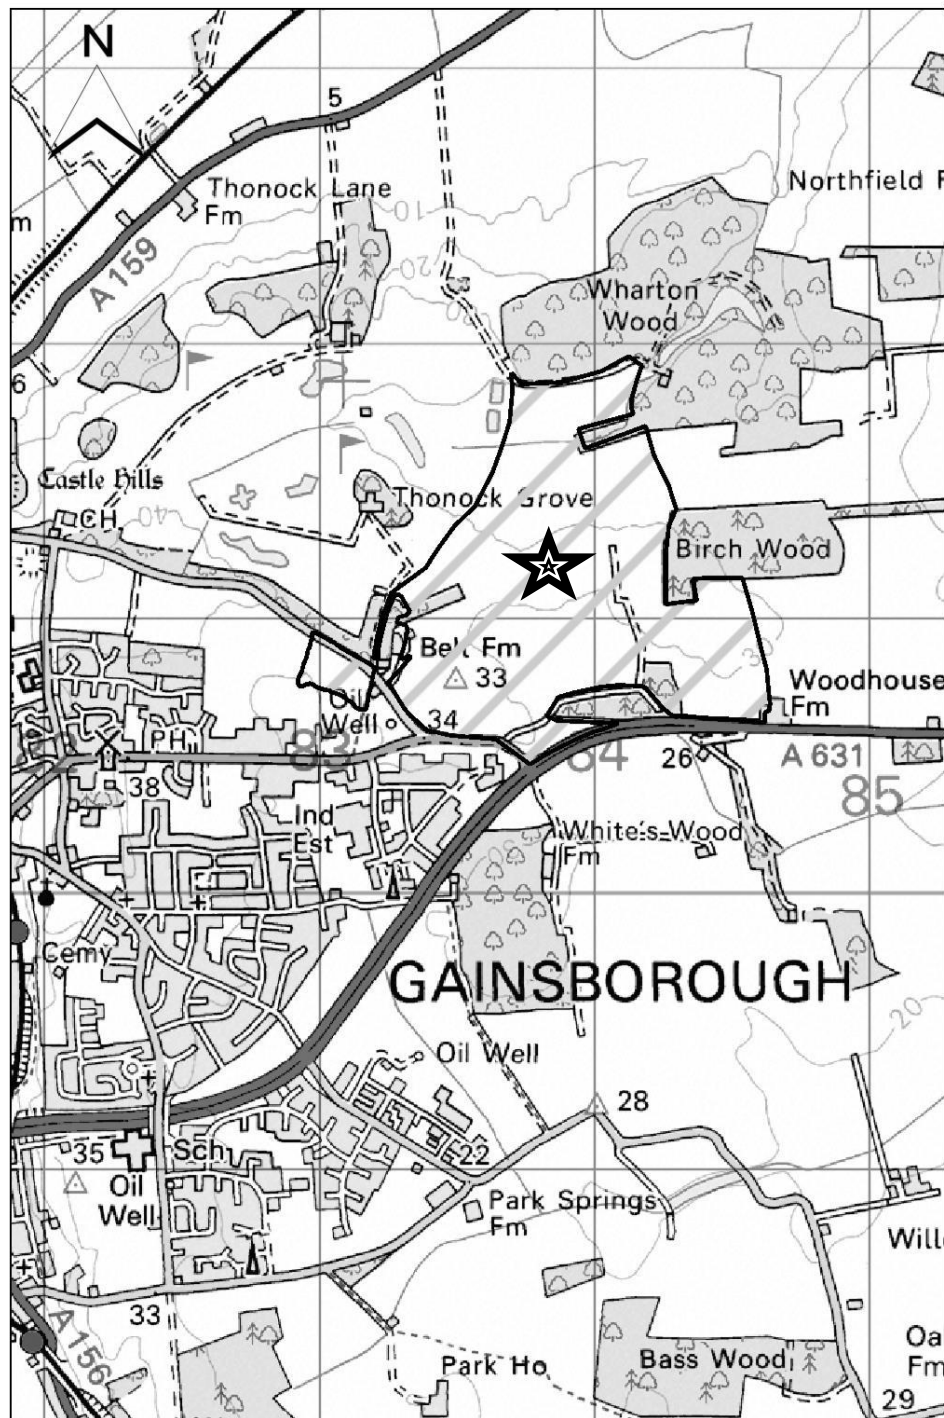 N
5
Thonock Lane
Fm
Northfield F
m
10
A 159
20
Wharton
Wood
6
Castle Hills
CH
40
Thonock Grove
Birch Wood
Belt Fm
33
Woodhouse
Fm
Oil
Well
34
PH
83
84
26
A 631
38
85
Ind
Est
White's Wood
Fm
Cemy
GAINSBOROUGH
20
Oil Well
28
35
Sch
22
Oil
Well
Park Springs
Fm
Will
33
A 156
Oa
Fm
Park Ho
Bass Wood
29